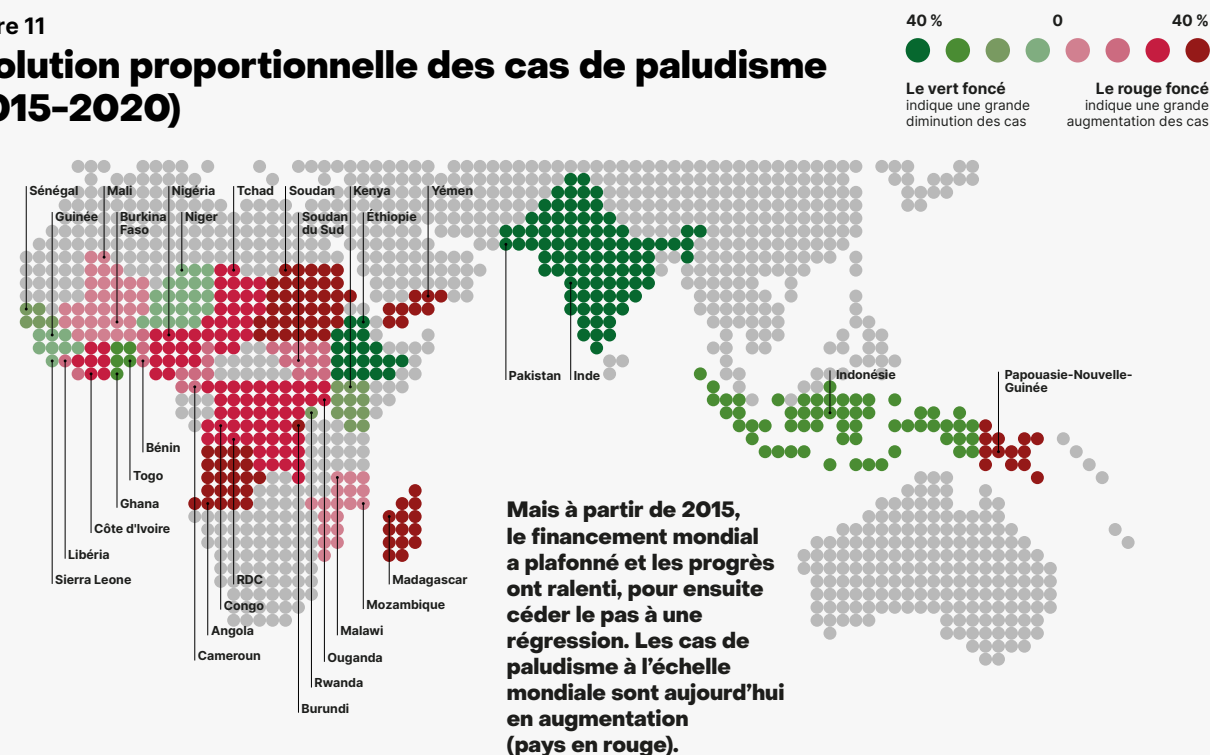 re 11
olution proportionnelle des cas de paludisme
015-2020)
40 % 0 40 %
Le vert foncé
indique une grande
diminution des cas
Le rouge foncé
indique une grande
augmentation des cas
Sénégal
Mali
Nigéria
Tchad
Soudan
Kenya
Yémen
Guinée
Burkina
Faso
Niger
Soudan
du Sud
Éthiopie
Pakistan
Inde
Indonésie
Papouasie-Nouvelle-
Guinée
Bénin
Togo
Ghana
Côte d'Ivoire
Libéria
Sierra Leone
RDC
Congo
Angola
Cameroun
Madagascar
Mozambique
Malawi
Ouganda
Rwanda
Burundi
Mais à partir de 2015,
le financement mondial
a plafonné et les progrès
ont ralenti, pour ensuite
céder le pas à une
régression. Les cas de
paludisme à l’échelle
mondiale sont aujourd’hui
en augmentation
(pays en rouge).